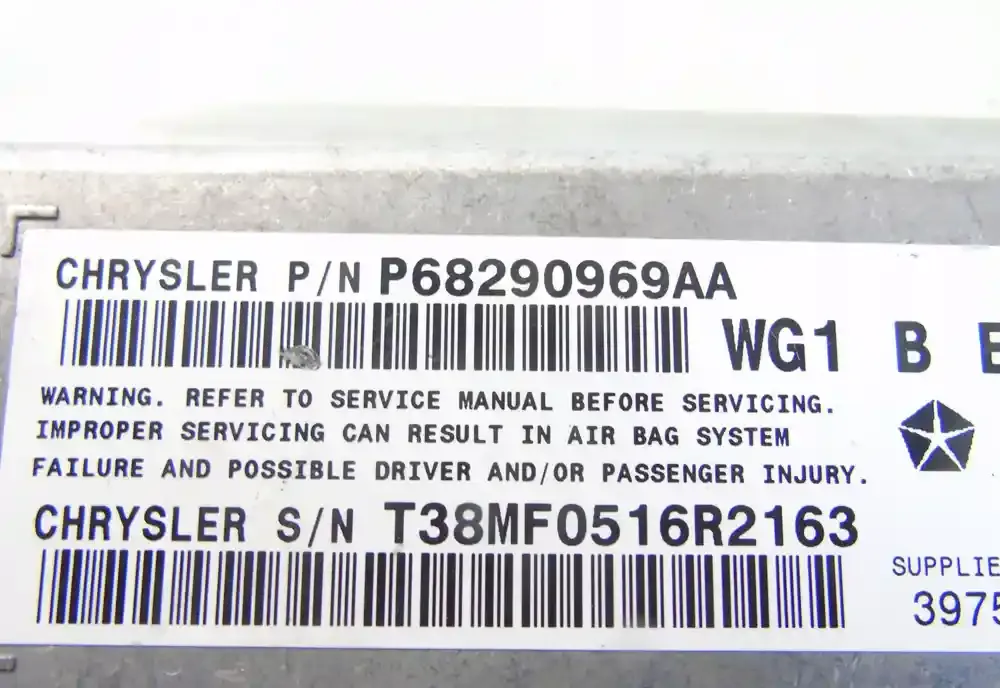 CHRYSLER P/N P68290969AA
WG1 B
WARNING. REFER TO SERVICE MANUAL BEFORE SERVICING.
IMPROPER SERVICING CAN RESULT IN AIR BAG SYSTEM
FAILURE AND POSSIBLE DRIVER AND/OR PASSENGER INJURY.
CHRYSLER S/N T38MF0516R2163
SUPPLIE
3975